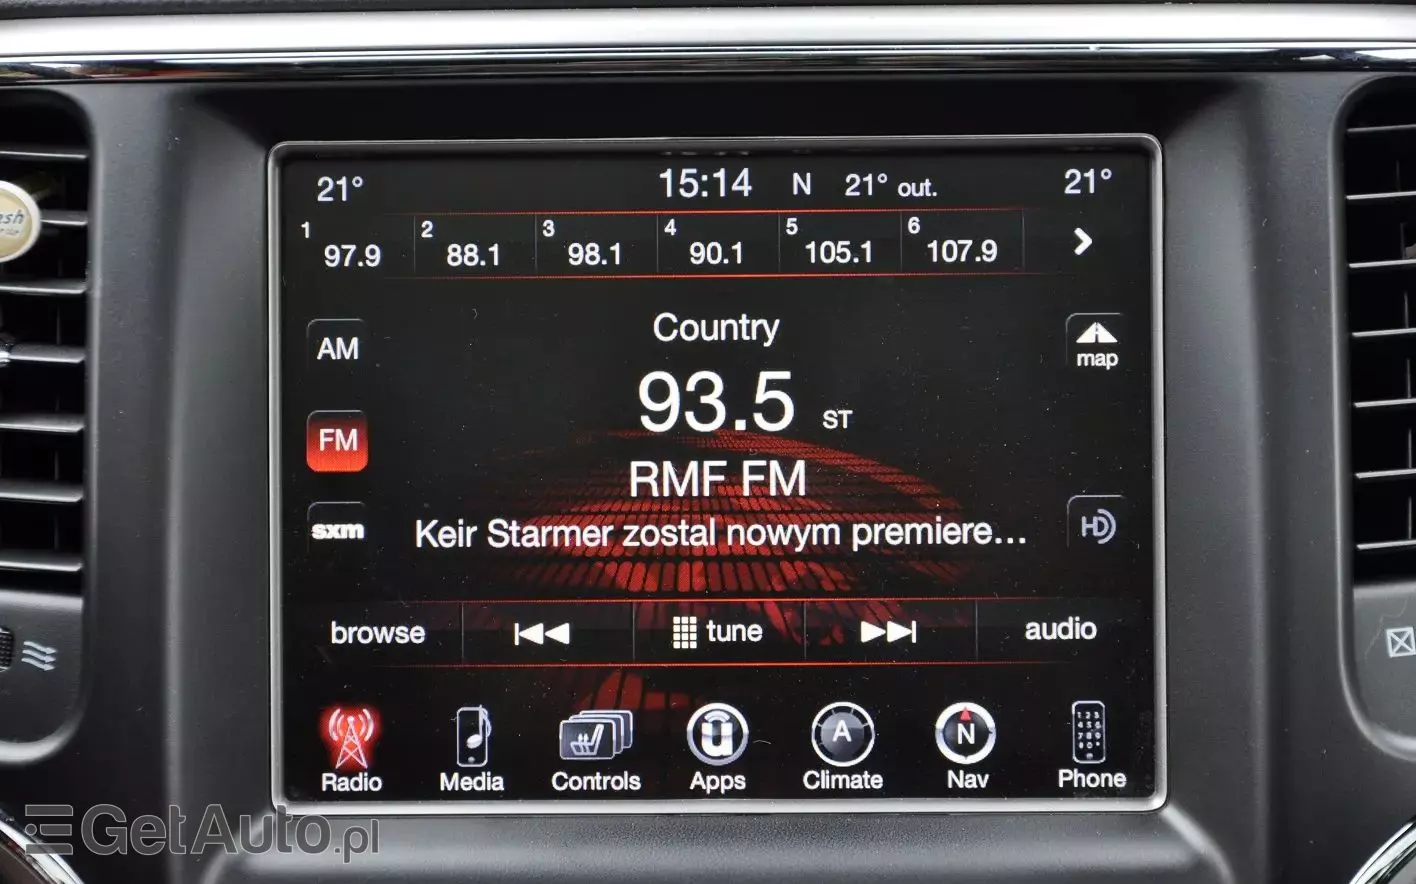 21° 15:14 N 21° out. 21°
1 97.9 2 88.1 3 98.1 4 90.1 5 105.1 6 107.9
Country
AM
map
93.5 ST
FM
RMF FM
sxm
Keir Starmer zostal nowym premiere...
HD
browse tune audio
A N
Radio Media Controls Apps Climate Nav Phone
GetAuto.pl